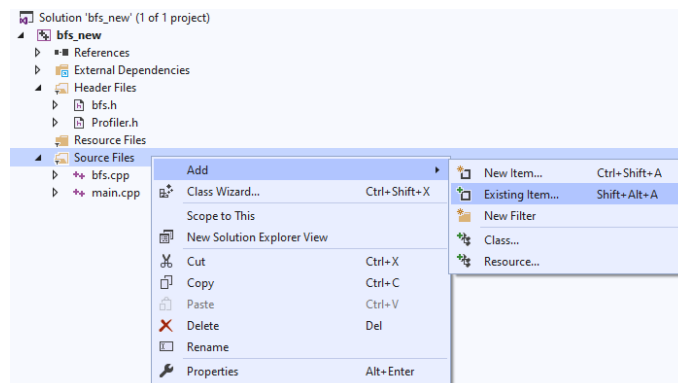 Solution 'bfs_new' (1 of 1 project)
bfs_new
References
External Dependencies
Header Files
bfs.h
Profiler.h
Resource Files
Source Files
bfs.cpp
main.cpp
Add
Class Wizard... Ctrl+Shift+X
Scope to This
New Solution Explorer View
Cut Ctrl+X
Copy Ctrl+C
Paste Ctrl+V
Delete Del
Rename
Properties Alt+Enter
New Item... Ctrl+Shift+A
Existing Item... Shift+Alt+A
New Filter
Class...
Resource...